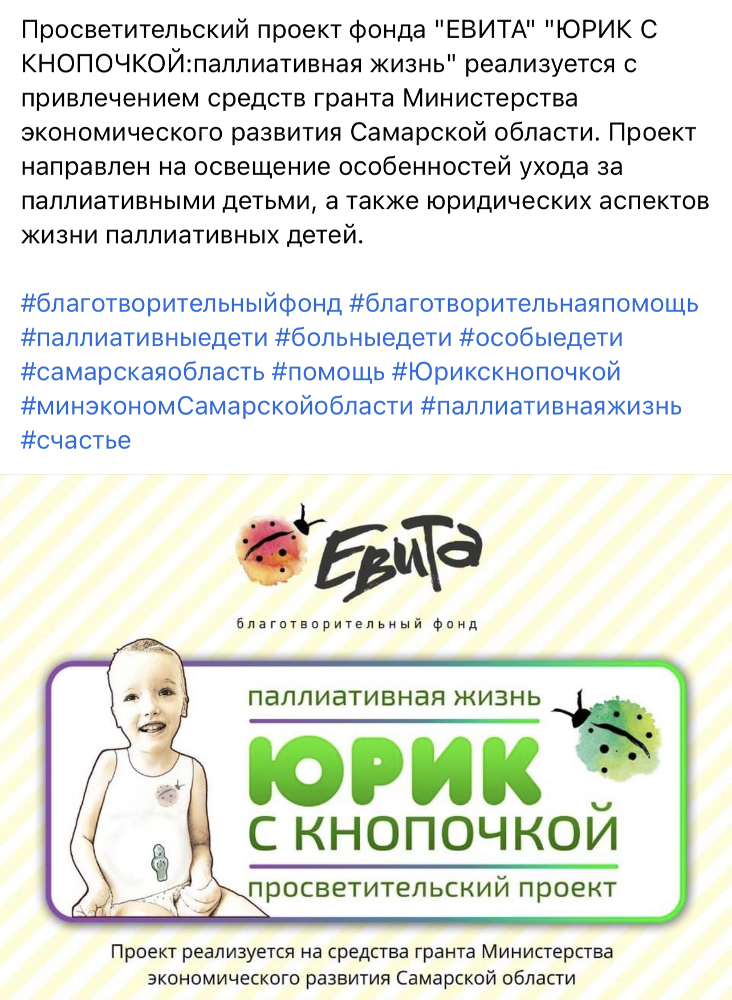 Просветительский проект фонда "ЕВИТА" "ЮРИК С
КНОПОЧКОЙ:паллиативная жизнь" реализуется с
привлечением средств гранта Министерства
экономического развития Самарской области. Проект
направлен на освещение особенностей ухода за
паллиативными детьми, а также юридических аспектов
жизни паллиативных детей.
#благотворительныйфонд #благотворительнаяпомощь
#паллиативныедети #больныедети #особыедети
#самарскаяобласть #помощь #Юрикскнопочкой
#минэкономСамарскойобласти #паллиативнаяжизнь
#счастье
Евита
благотворительный фонд
паллиативная жизнь
ЮРИК
С КНОПОЧКОЙ
просветительский проект
Проект реализуется на средства гранта Министерства
экономического развития Самарской области